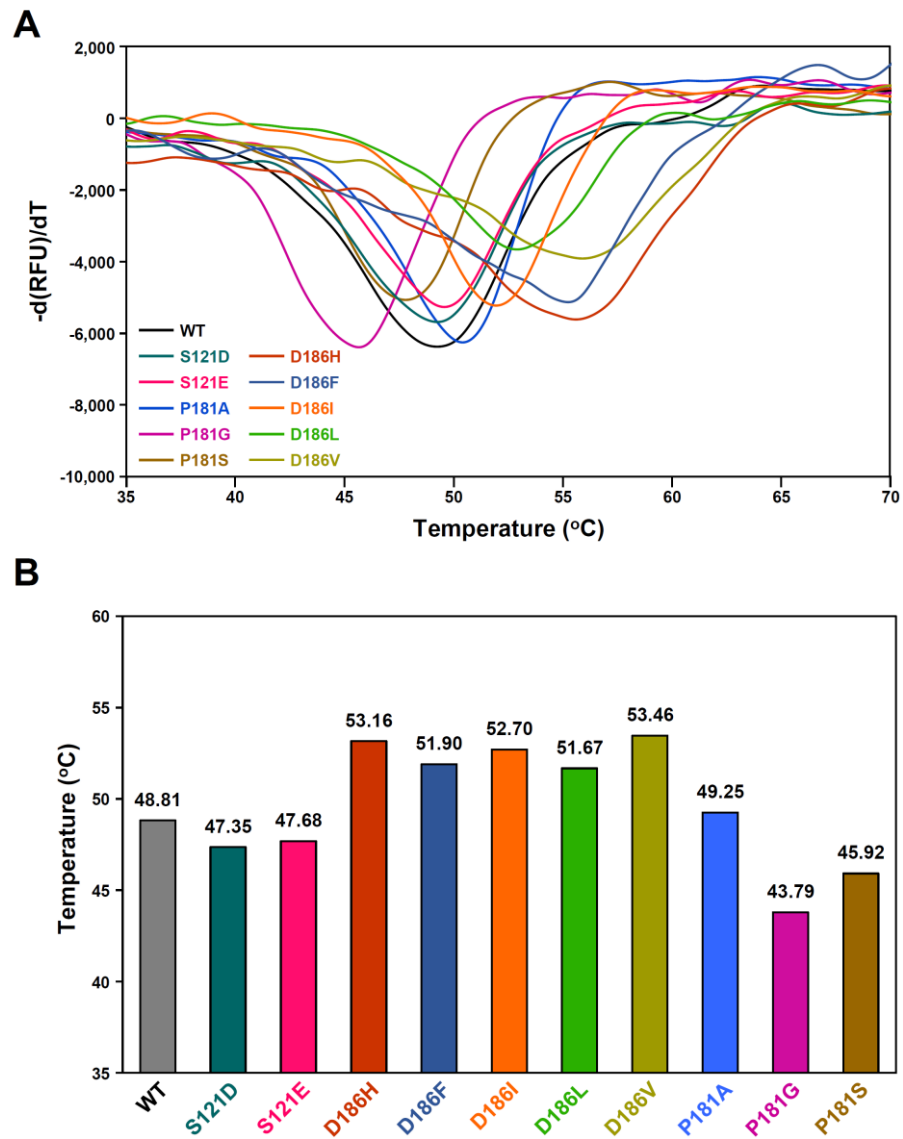 A
2,000
0
-2,000
-4,000
-6,000
-8,000
-10,000
-d(RFU)/dT
WT
S121D D186H
S121E D186F
P181A D186I
P181G D186L
P181S D186V
35 40 45 50 55 60 65 70
Temperature (oC)
B
60
55
50
45
40
35
Temperature (oC)
48.81 47.35 47.68 53.16 51.90 52.70 51.67 53.46 49.25 43.79 45.92
WT S121D S121E D186H D186F D186I D186L D186V P181A P181G P181S